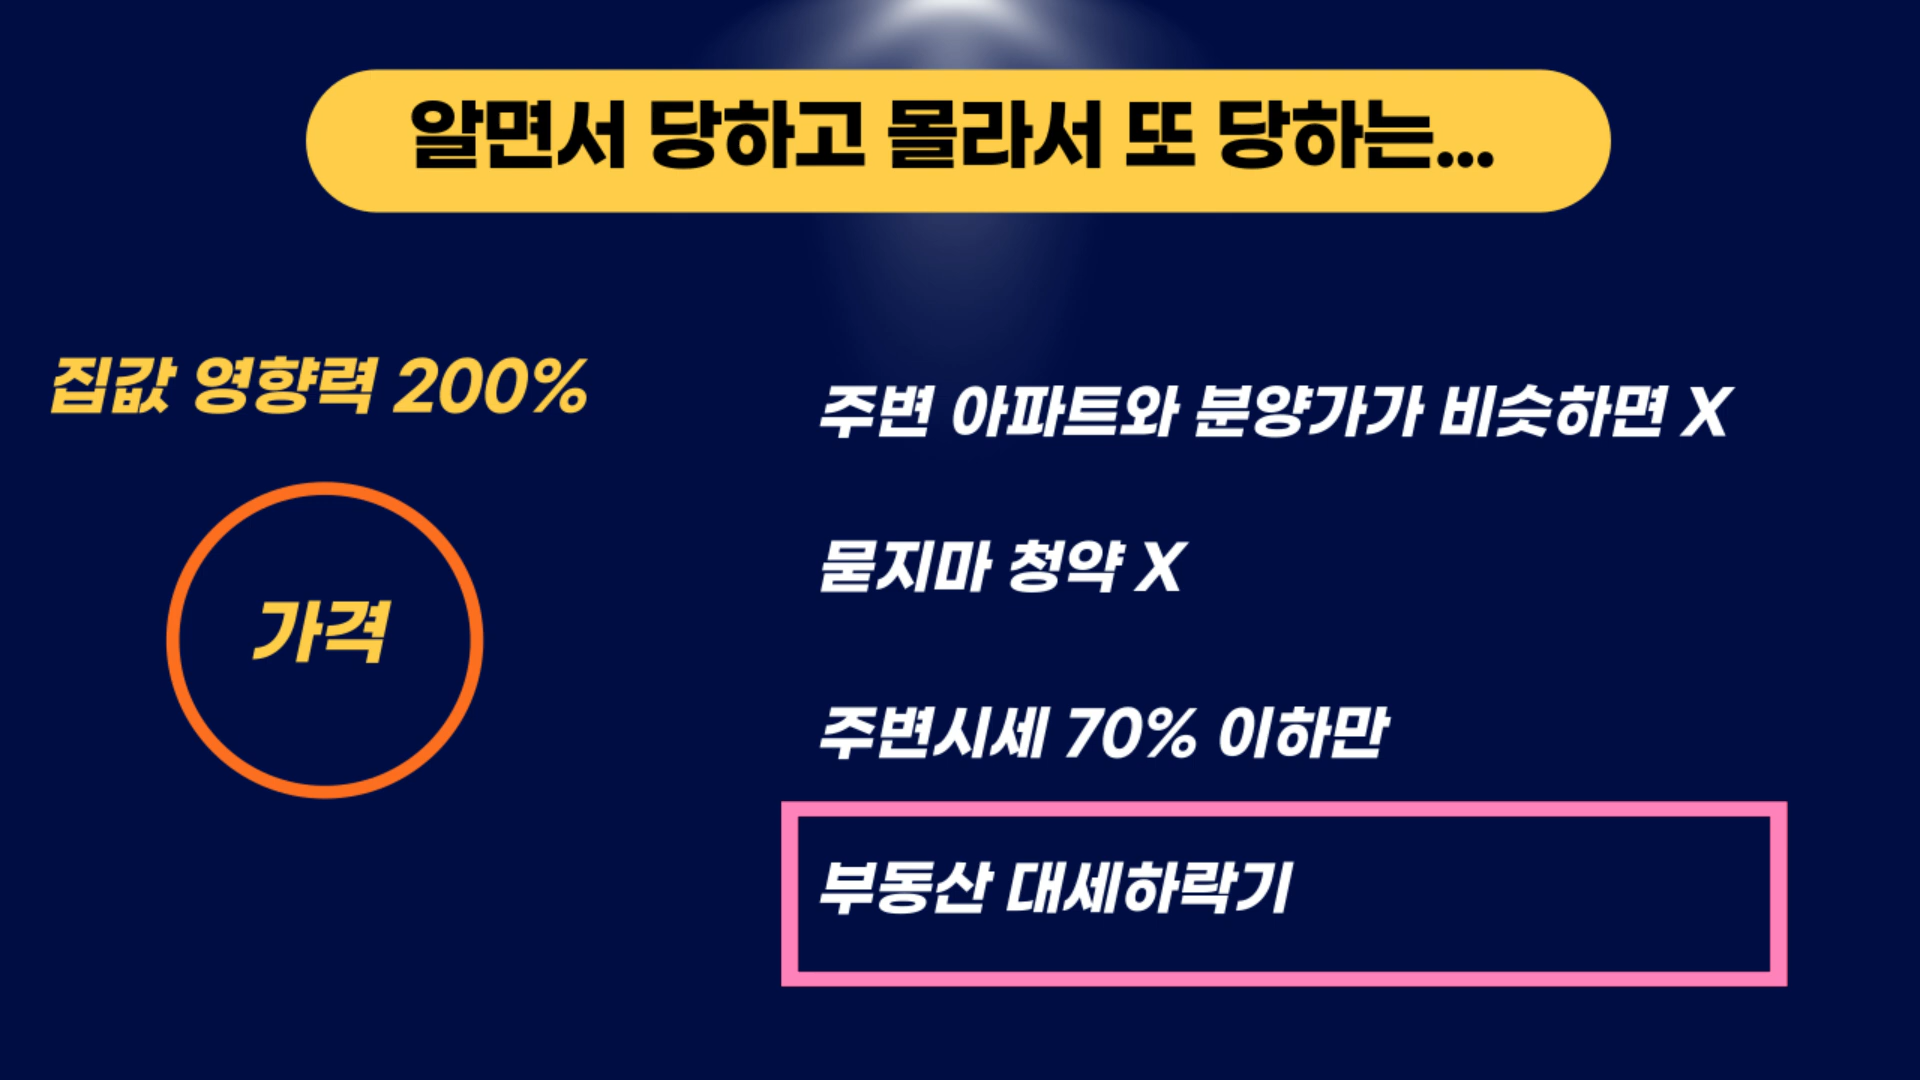 알면서 당하고 몰라서 또 당하는...
집값 영향력 200%
가격
주변 아파트와 분양가가 비슷하면 X
묻지마 청약 X
주변시세 70% 이하만
부동산 대세하락기